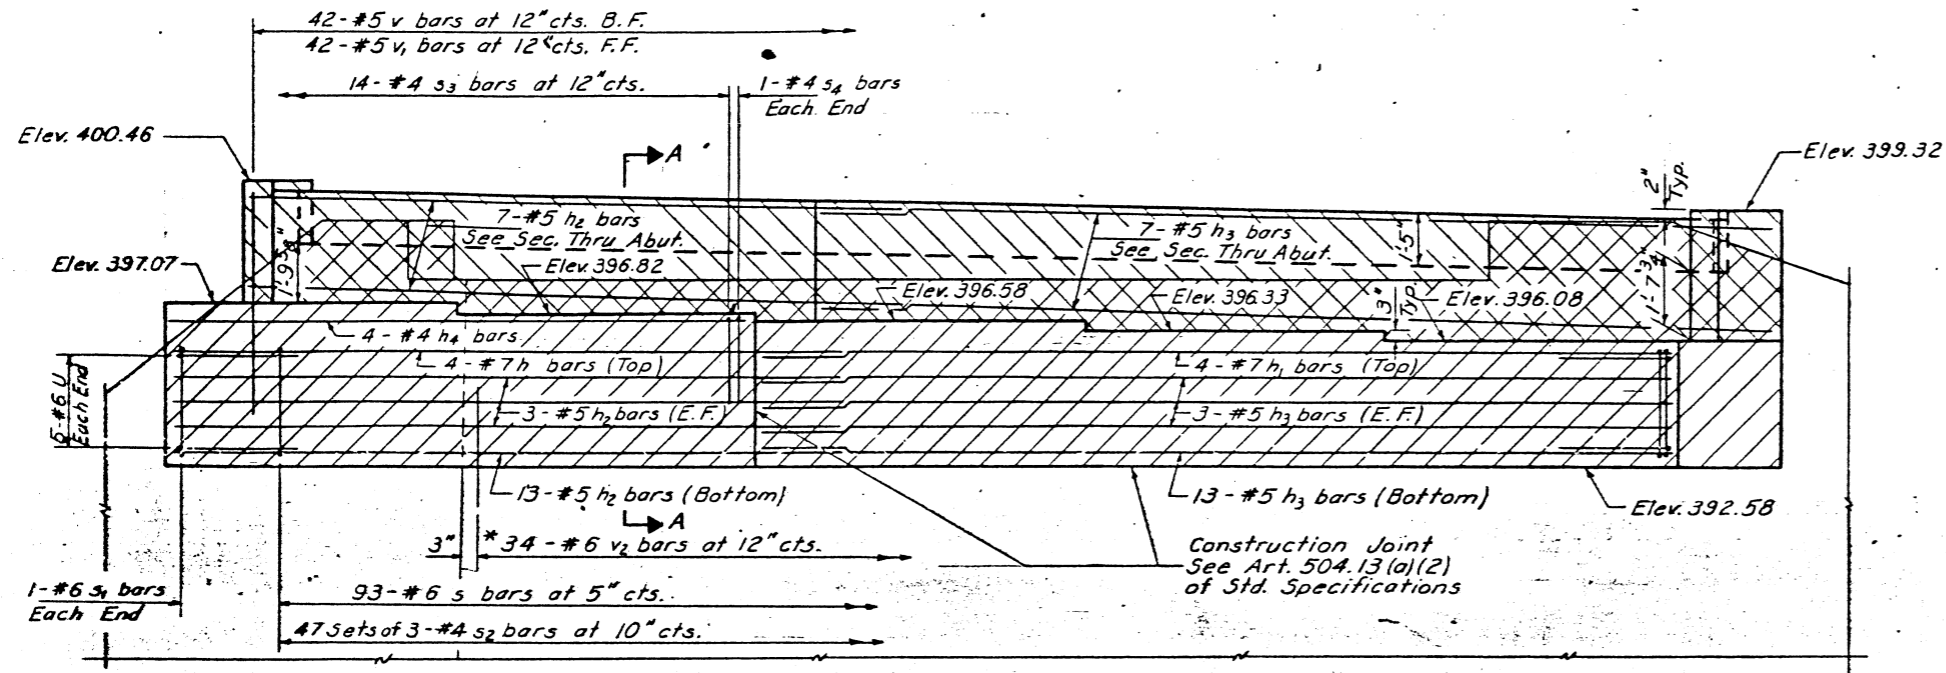 42-#5 v bars at 12" cts. B.F.
42-#5 v₁ bars at 12" cts. F.F.
14-#4 s₃ bars at 12" cts.
1-#4 s₄ bars
Each End
Elev. 400.46
A
Elev. 399.32
2"
Typ.
7-#5 h₂ bars
See Sec. Thru Abut.
7-#5 h₃ bars
See Sec. Thru Abut.
1'-5"
Elev. 397.07
1'-9⅝"
Elev. 396.82
Elev. 396.58
Elev. 396.33
3"
Typ.
Elev. 396.08
1'-7¾"
4-#4 h₄ bars
4-#7 h bars (Top)
4-#7 h₁ bars (Top)
5-#6 U
Each End
3-#5 h₂ bars (E.F.)
3-#5 h₃ bars (E.F.)
13-#5 h₂ bars (Bottom)
13-#5 h₃ bars (Bottom)
Elev. 392.58
A
3"
*34-#6 v₂ bars at 12" cts.
Construction Joint
See Art. 504.13(a)(2)
of Std. Specifications
1-#6 s₁ bars
Each End
93-#6 s bars at 5" cts.
47 Sets of 3-#4 s₂ bars at 10" cts.